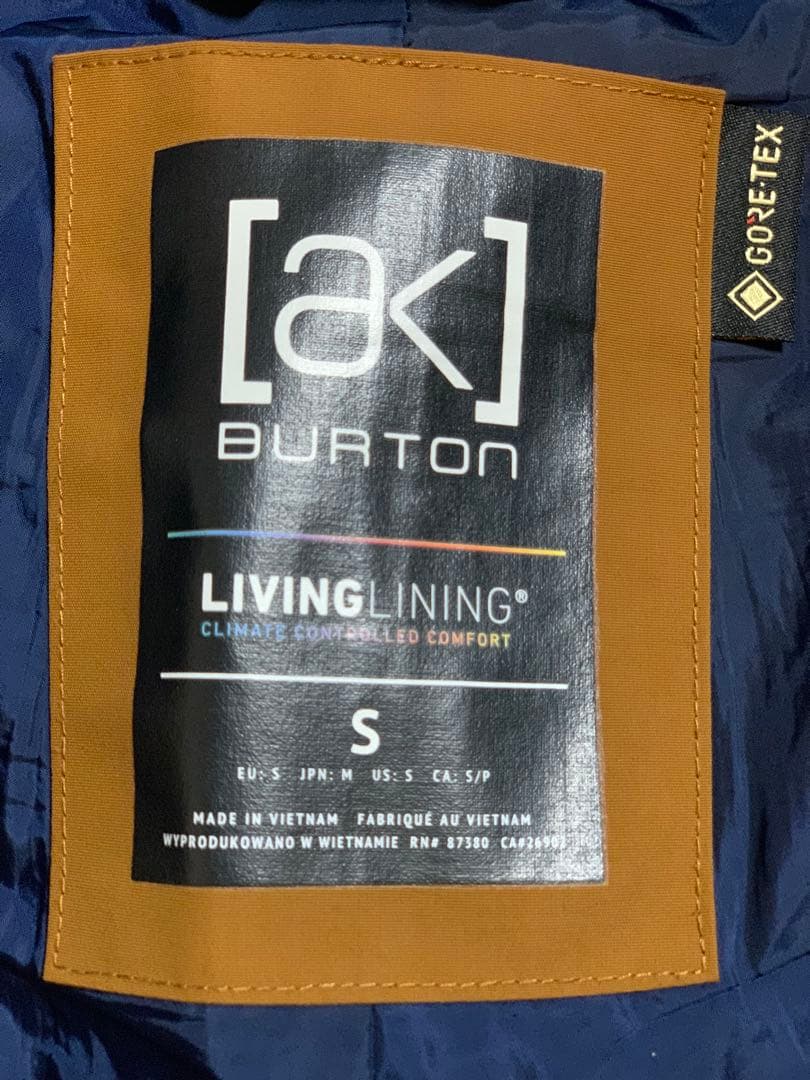 [ak]
BURTON
LIVINGLINING®
CLIMATE CONTROLLED COMFORT
S
EU: S JPN: M US: S CA: S/P
MADE IN VIETNAM FABRIQUÉ AU VIETNAM
WYPRODUKOWANO W WIETNAMIE RN# 87380
GORE-TEX